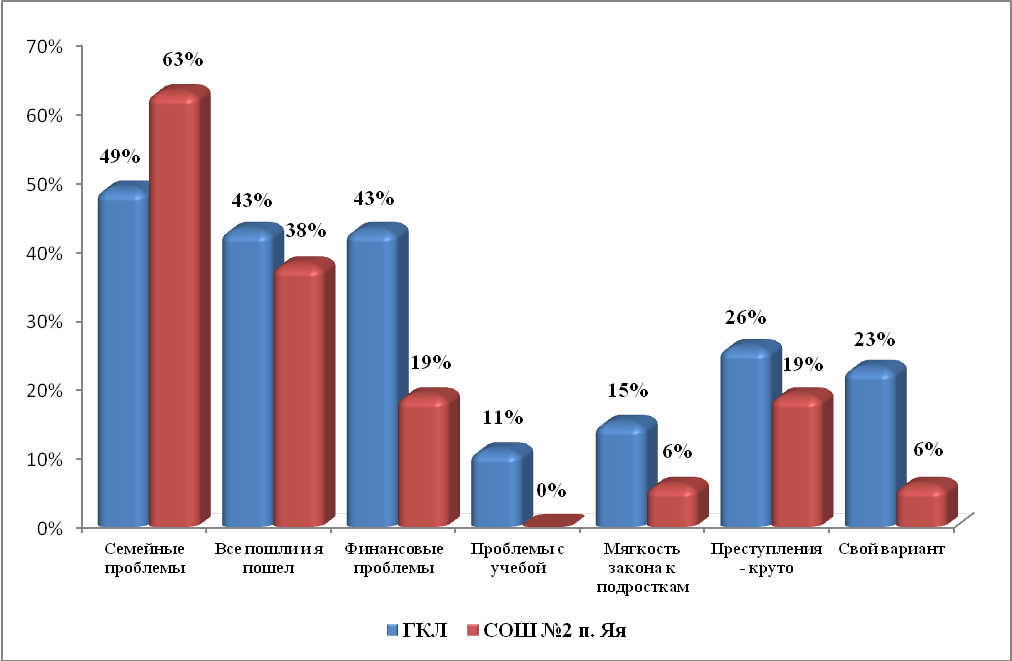 70%
60%
50%
40%
30%
20%
10%
0%
49%
63%
43%
38%
43%
19%
11%
0%
15%
6%
26%
19%
23%
6%
Семейные
проблемы
Все пошли и я
пошел
Финансовые
проблемы
Проблемы с
учебой
Мягкость
закона к
подросткам
Преступления
- круто
Свой вариант
ГКЛ
СОШ №2 п. Яя